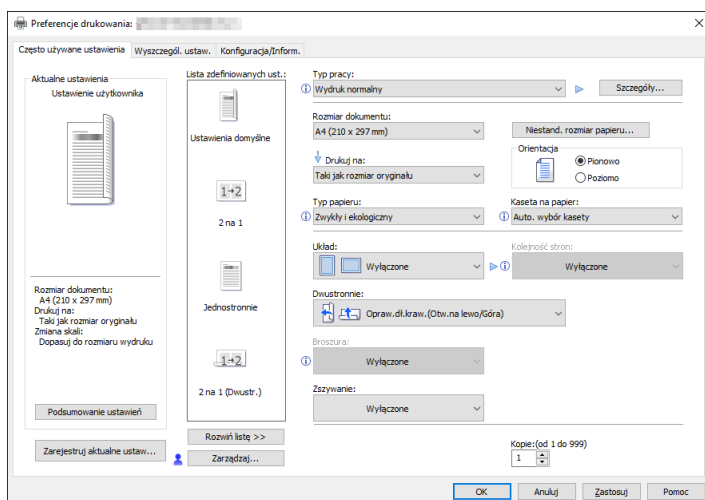 Preferencje drukowania:
Często używane ustawienia
Wyszczegól. ustaw.
Konfiguracja/Inform.
Aktualne ustawienia
Ustawienie użytkownika
Rozmiar dokumentu:
A4 (210 x 297 mm)
Drukuj na:
Taki jak rozmiar oryginału
Zmiana skali:
Dopasuj do rozmiaru wydruku
Podsumowanie ustawień
Zarejestruj aktualne ustaw...
Lista zdefiniowanych ust.:
Ustawienia domyślne
1→2
2 na 1
Jednostronnie
1→2
2 na 1 (Dwustr.)
Rozwiń listę >>
Zarządzaj...
Typ pracy:
Wydruk normalny
Szczegóły...
Rozmiar dokumentu:
A4 (210 x 297 mm)
Niestand. rozmiar papieru...
Drukuj na:
Taki jak rozmiar oryginału
Orientacja
Pionowo
Poziomo
Typ papieru:
Zwykły i ekologiczny
Kaseta na papier:
Auto. wybór kasety
Układ:
Wyłączone
Kolejność stron:
Wyłączone
Dwustronnie:
Opraw.dł.kraw.(Otw.na lewo/Góra)
Broszura:
Wyłączone
Zszywanie:
Wyłączone
Kopie:(od 1 do 999)
1
OK
Anuluj
Zastosuj
Pomoc